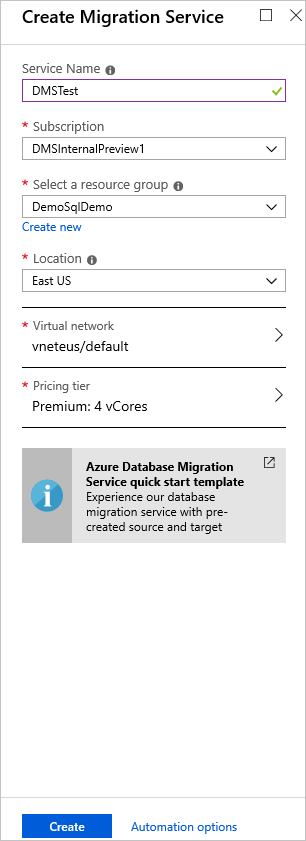 Create Migration Service
Service Name
DMSTest
* Subscription
DMSInternalPreview1
* Select a resource group
DemoSqlDemo
Create new
* Location
East US
* Virtual network
vneteus/default
* Pricing tier
Premium: 4 vCores
Azure Database Migration
Service quick start template
Experience our database
migration service with pre-
created source and target
Create
Automation options